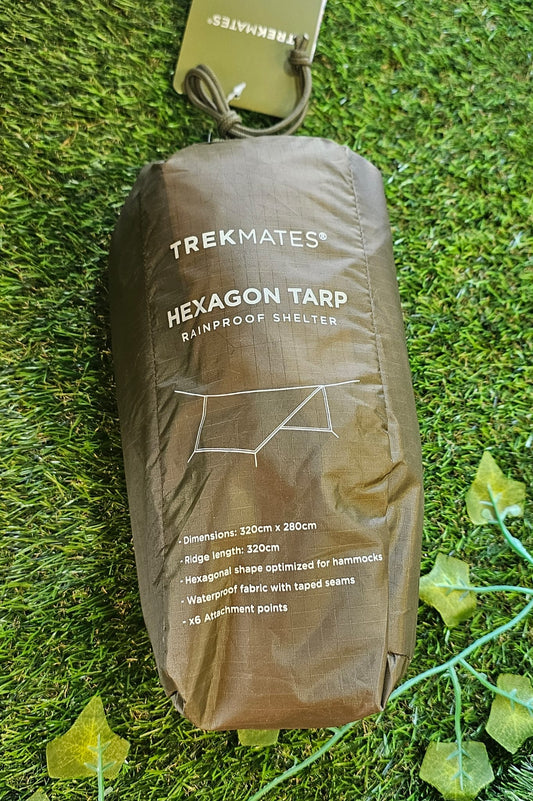 TREKMATES®
TREKMATES®
HEXAGON TARP
RAINPROOF SHELTER
- Dimensions: 320cm x 280cm
- Ridge length: 320cm
- Hexagonal shape optimized for hammocks
- Waterproof fabric with taped seams
- x6 Attachment points